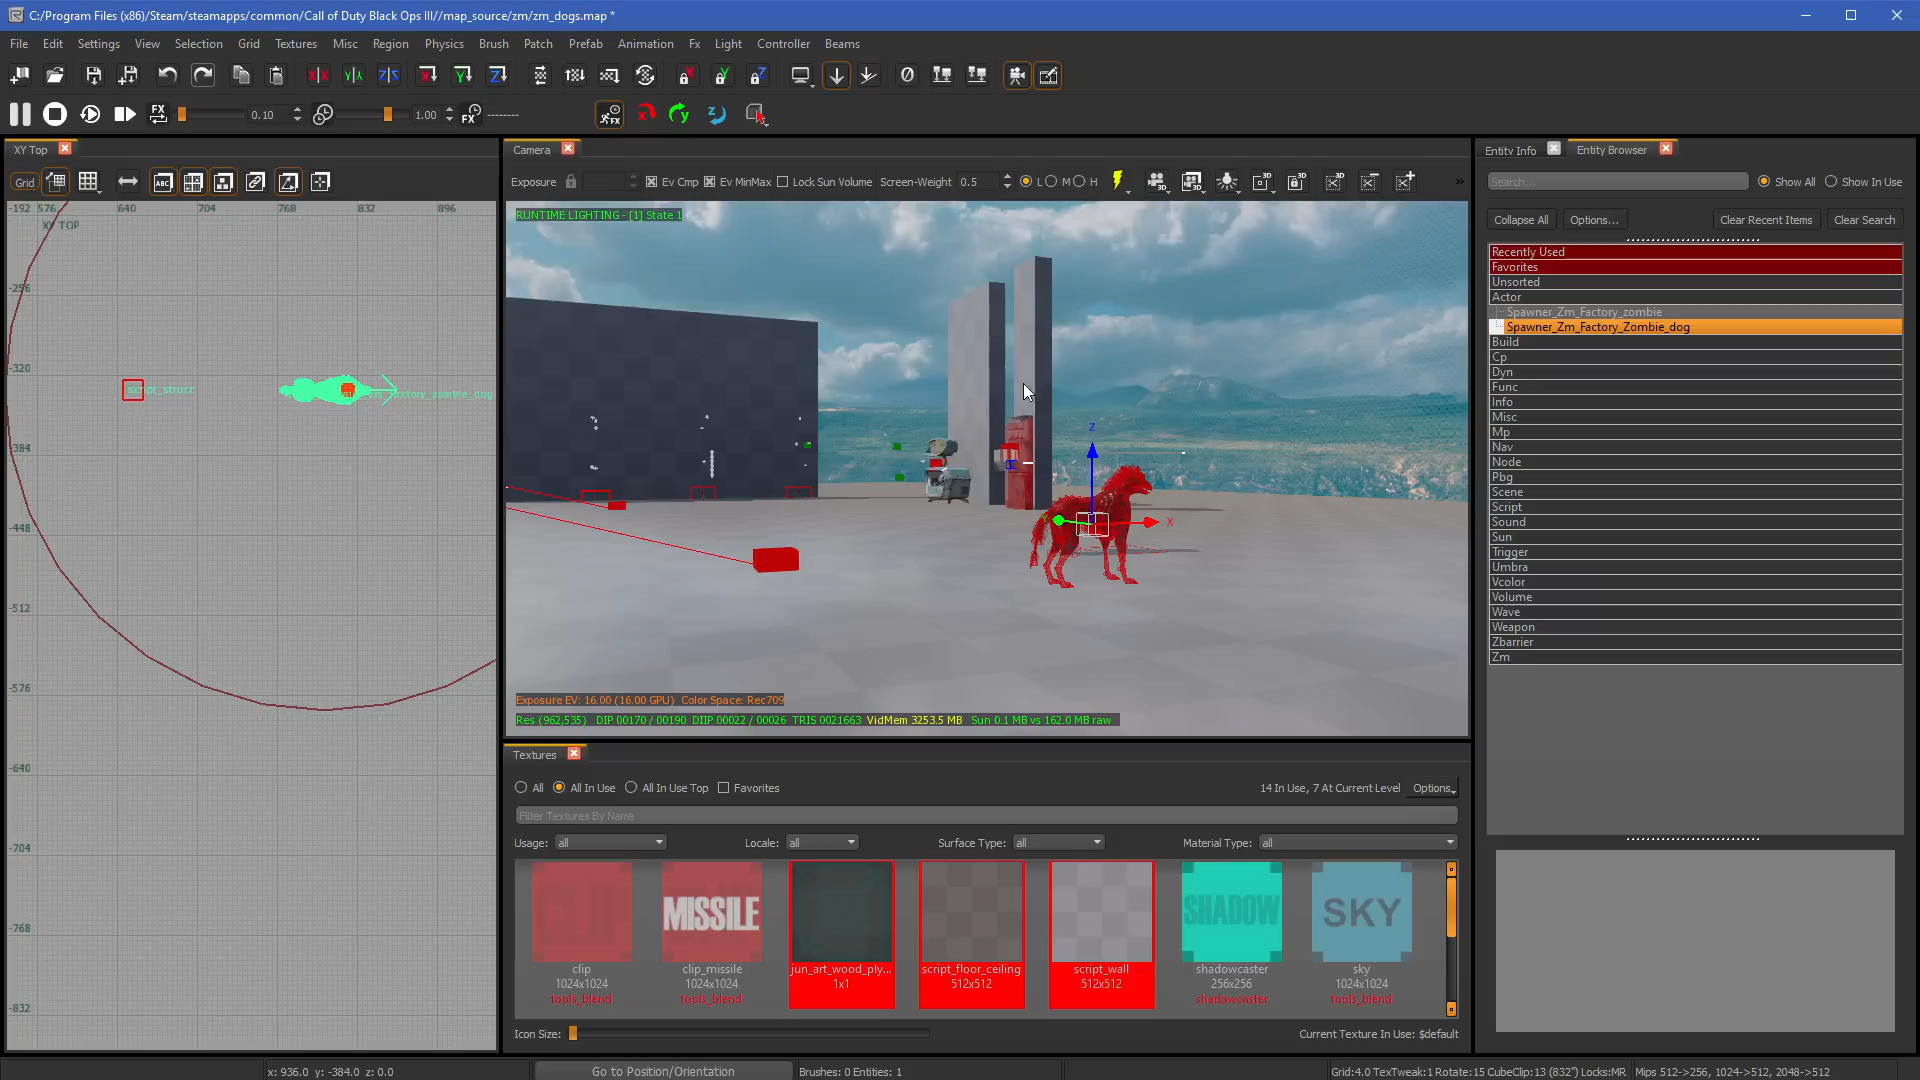 C:/Program Files (x86)/Steam/steamapps/common/Call of Duty Black Ops III//map_source/zm/zm_dogs.map *
File Edit Settings View Selection Grid Textures Misc Region Physics Brush Patch Prefab Animation Fx Light Controller Beams
FX 0.10 1.00 FX --------
XY Top
Camera
Entity Info
Entity Browser
Grid
Exposure Ev Cmp Ev MinMax Lock Sun Volume Screen-Weight 0.5 L M H
Search...
Show All Show In Use
Collapse All Options... Clear Recent Items Clear Search
-192 576 640 704 768 832 896
XY TOP
-256
-320
-384
-448
-512
-576
-640
-704
-768
-832
script_struct
RUNTIME LIGHTING - [1] State 1
Z
X
Y
Exposure EV: 16.00 (16.00 GPU) Color Space: Rec709
Res (962,535) DIP 00170 / 00190 DIIP 00022 / 00026 TRIS 0021663 VidMem 3253.5 MB Sun 0.1 MB vs 162.0 MB raw
Recently Used
Favorites
Unsorted
Actor
Spawner_Zm_Factory_zombie
Spawner_Zm_Factory_Zombie_dog
Build
Cp
Dyn
Func
Info
Misc
Mp
Nav
Node
Pbg
Scene
Script
Sound
Sun
Trigger
Umbra
Vcolor
Volume
Wave
Weapon
Zbarrier
Zm
Textures
All All In Use All In Use Top Favorites 14 In Use, 7 At Current Level Options
Filter Textures By Name
Usage: all Locale: all Surface Type: all Material Type: all
CLIP
MISSILE
SHADOW
SKY
clip
1024x1024
tools_blend
clip_missile
1024x1024
tools_blend
jun_art_wood_ply...
1x1
script_floor_ceiling
512x512
script_wall
512x512
shadowcaster
256x256
shadowcaster
sky
1024x1024
tools_blend
Icon Size:
Current Texture In Use: $default
x: 936.0 y: -384.0 z: 0.0
Go to Position/Orientation
Brushes: 0 Entities: 1
Grid:4.0 TexTweak:1 Rotate:15 CubeClip:13 (832") Locks:MR
Mips 512->256, 1024->512, 2048->512